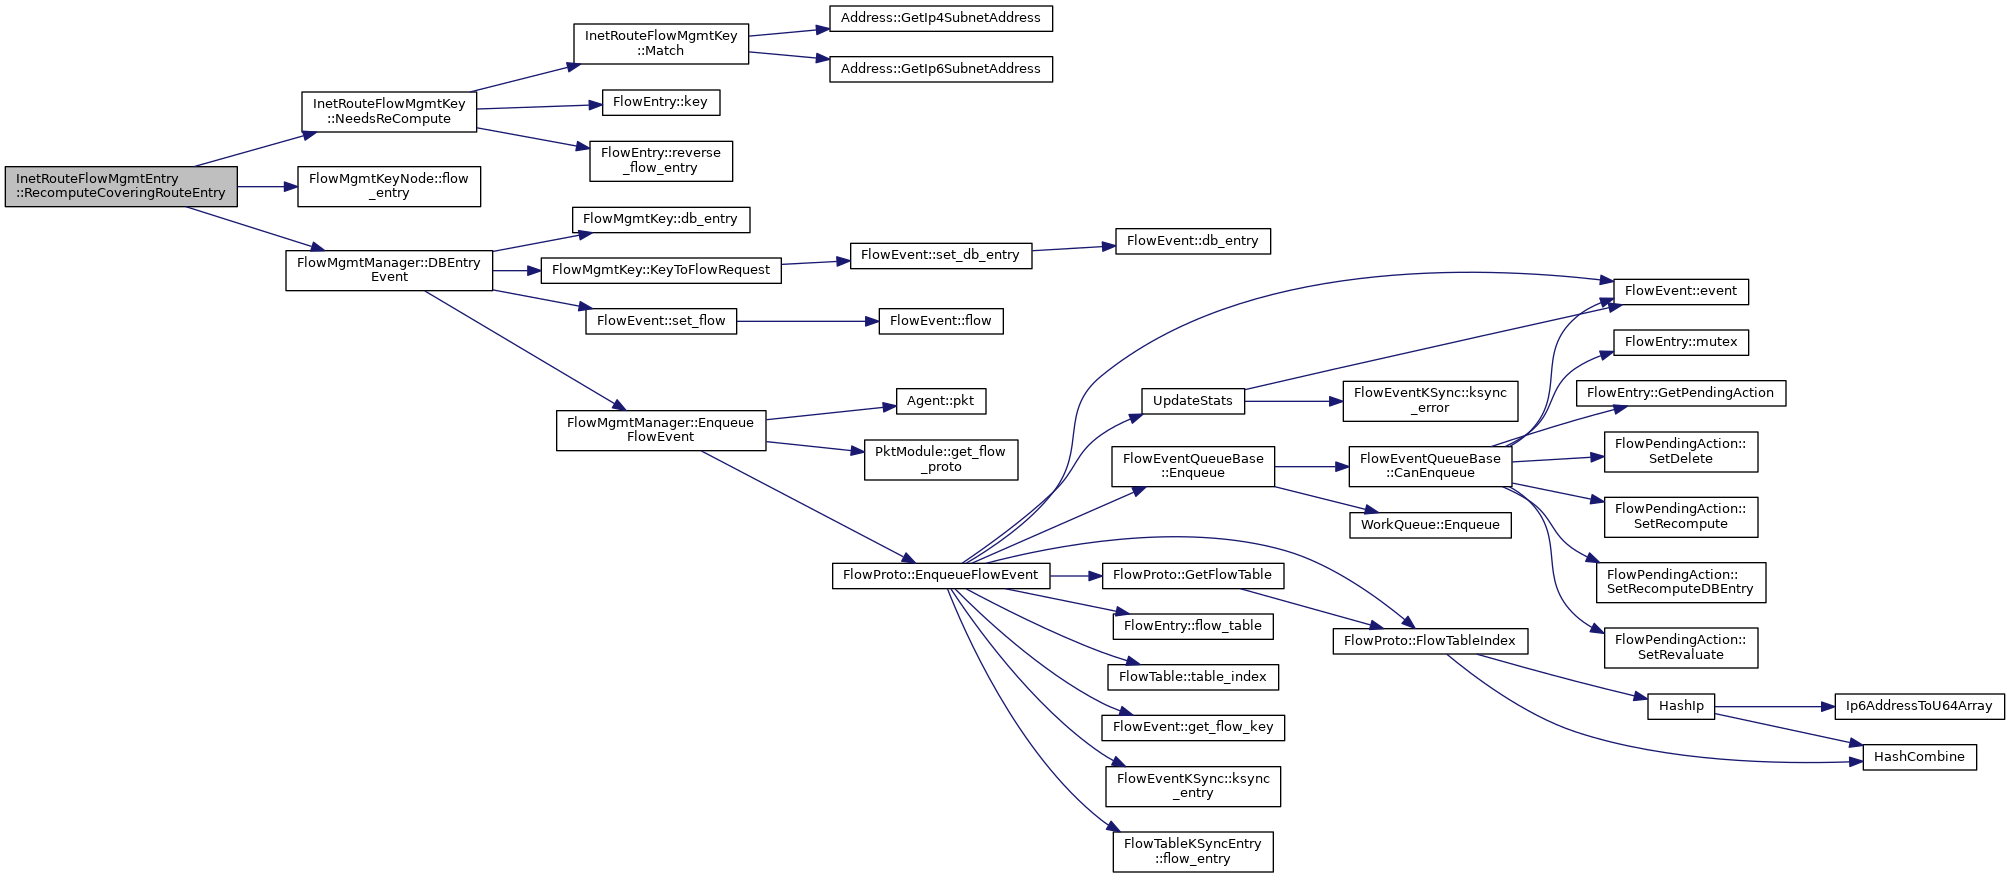 InetRouteFlowMgmtEntry
::RecomputeCoveringRouteEntry
InetRouteFlowMgmtKey
::NeedsReCompute
FlowMgmtKeyNode::flow
_entry
FlowMgmtManager::DBEntry
Event
InetRouteFlowMgmtKey
::Match
FlowEntry::key
FlowEntry::reverse
_flow_entry
Address::GetIp4SubnetAddress
Address::GetIp6SubnetAddress
FlowMgmtKey::db_entry
FlowMgmtKey::KeyToFlowRequest
FlowEvent::set_flow
FlowMgmtManager::Enqueue
FlowEvent
FlowEvent::set_db_entry
FlowEvent::db_entry
FlowEvent::flow
Agent::pkt
PktModule::get_flow
_proto
FlowProto::EnqueueFlowEvent
UpdateStats
FlowEventQueueBase
::Enqueue
FlowProto::GetFlowTable
FlowEntry::flow_table
FlowTable::table_index
FlowEvent::get_flow_key
FlowEventKSync::ksync
_entry
FlowTableKSyncEntry
::flow_entry
FlowEventKSync::ksync
_error
FlowEventQueueBase
::CanEnqueue
WorkQueue::Enqueue
FlowProto::FlowTableIndex
FlowEvent::event
FlowEntry::mutex
FlowEntry::GetPendingAction
FlowPendingAction::
SetDelete
FlowPendingAction::
SetRecompute
FlowPendingAction::
SetRecomputeDBEntry
FlowPendingAction::
SetRevaluate
HashIp
Ip6AddressToU64Array
HashCombine